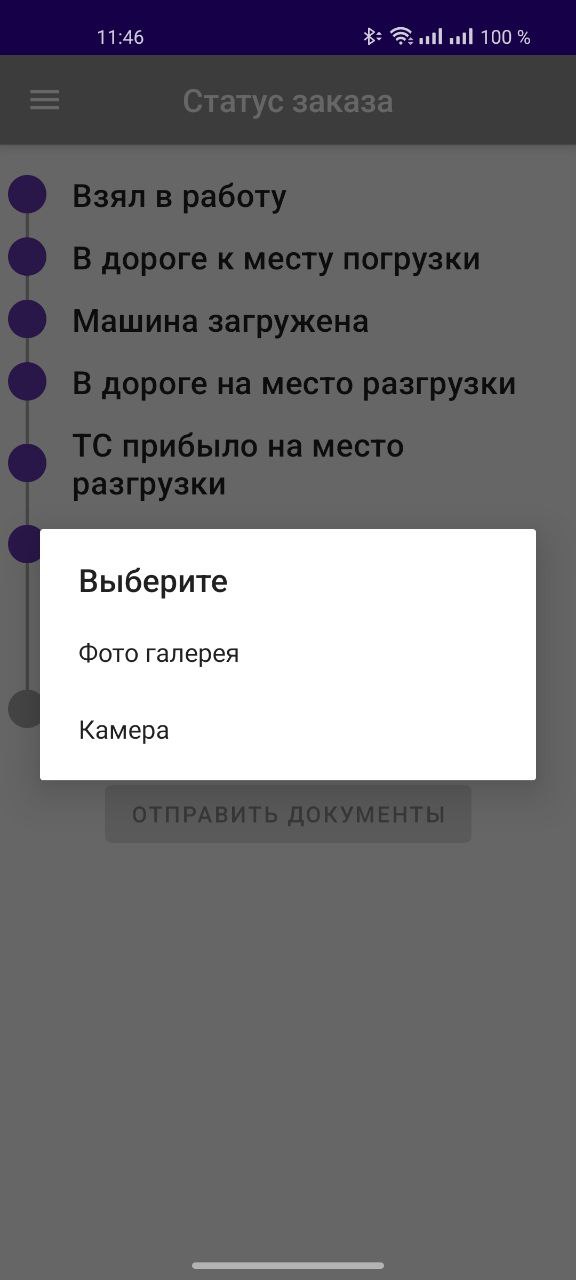 11:46
100 %
Статус заказа
Взял в работу
В дороге к месту погрузки
Машина загружена
В дороге на место разгрузки
ТС прибыло на место
разгрузки
Выберите
Фото галерея
Камера
ОТПРАВИТЬ ДОКУМЕНТЫ